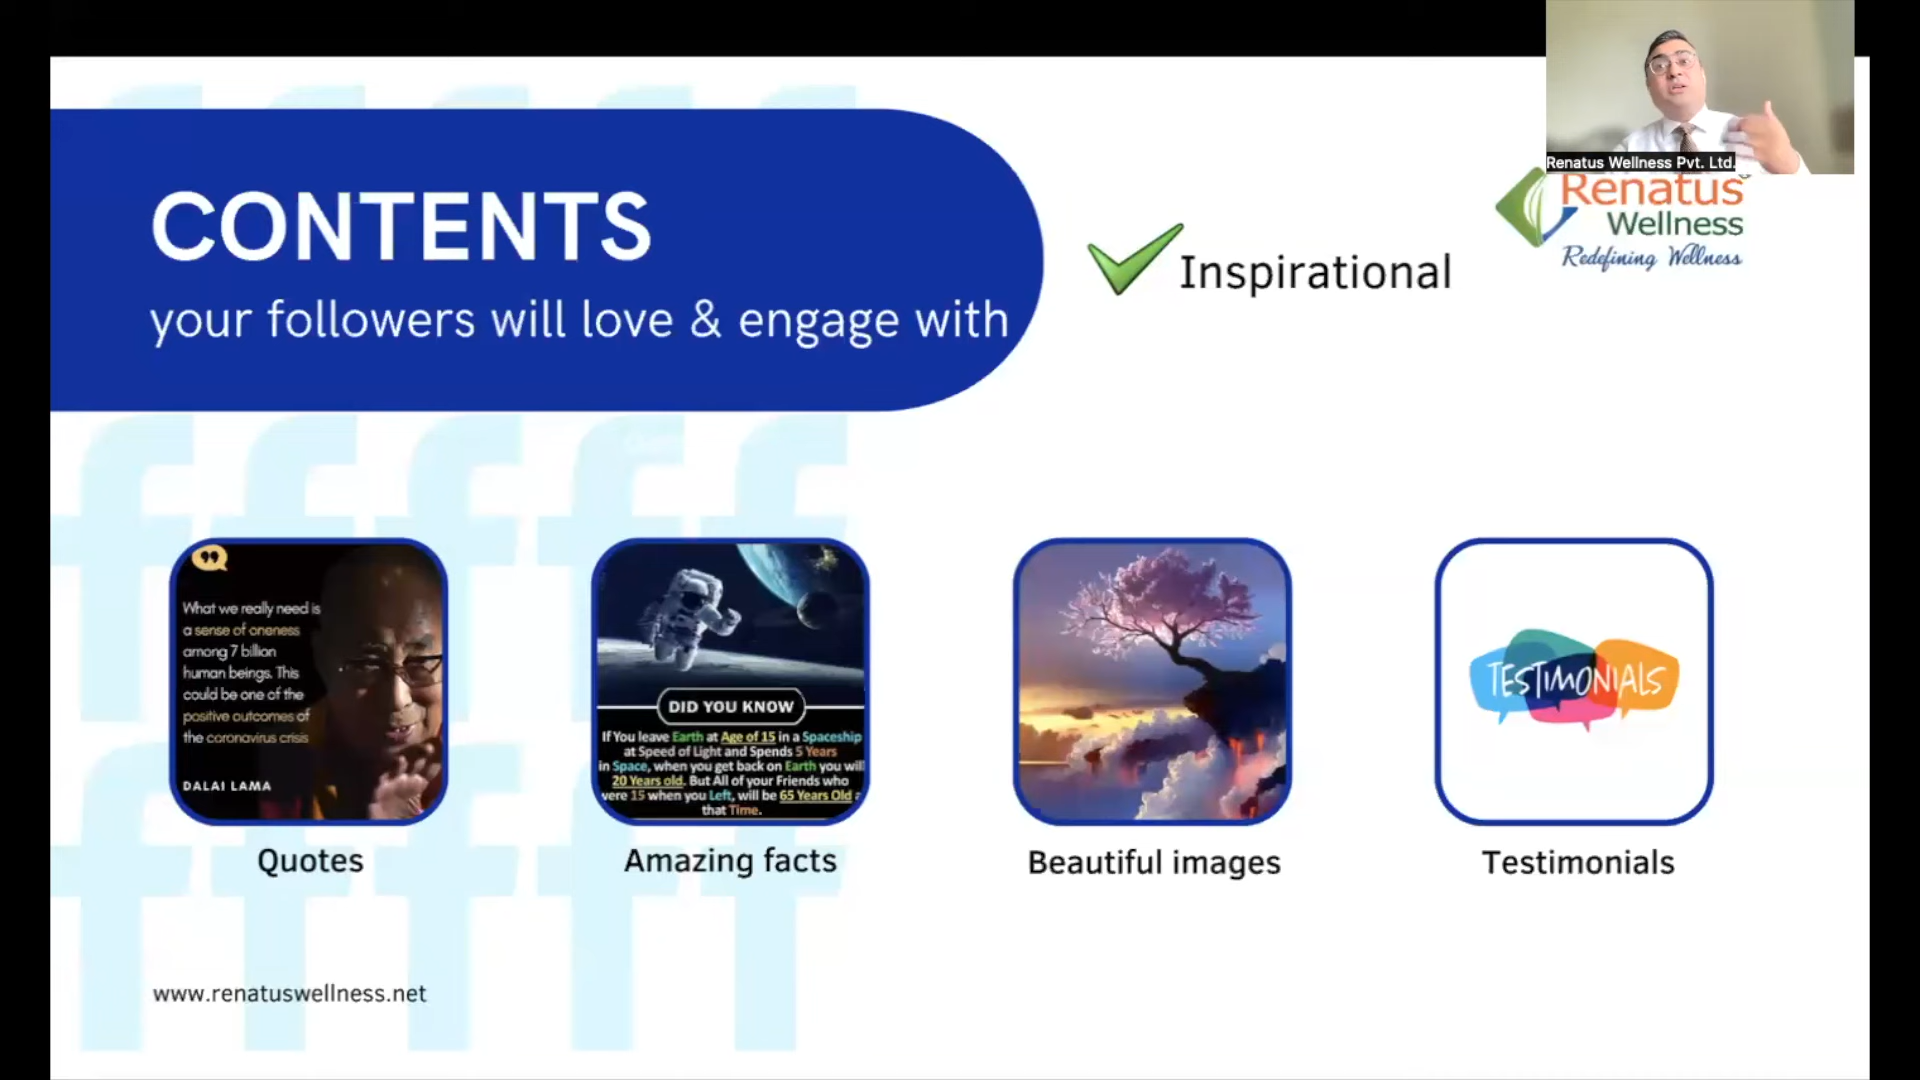 CONTENTS
your followers will love & engage with
Inspirational
Renatus Wellness Pvt. Ltd.
Renatus
Wellness
Redefining Wellness
What we really need is
a sense of oneness
among 7 billion
human beings. This
could be one of the
positive outcomes of
the coronavirus crisis
DALAI LAMA
Quotes
DID YOU KNOW
If You leave Earth at Age of 15 in a Spaceship
at Speed of Light and Spends 5 Years
in Space, when you get back on Earth you will
20 Years old. But All of your Friends who
were 15 when you Left, will be 65 Years Old
that Time.
Amazing facts
Beautiful images
TESTIMONIALS
Testimonials
www.renatuswellness.net